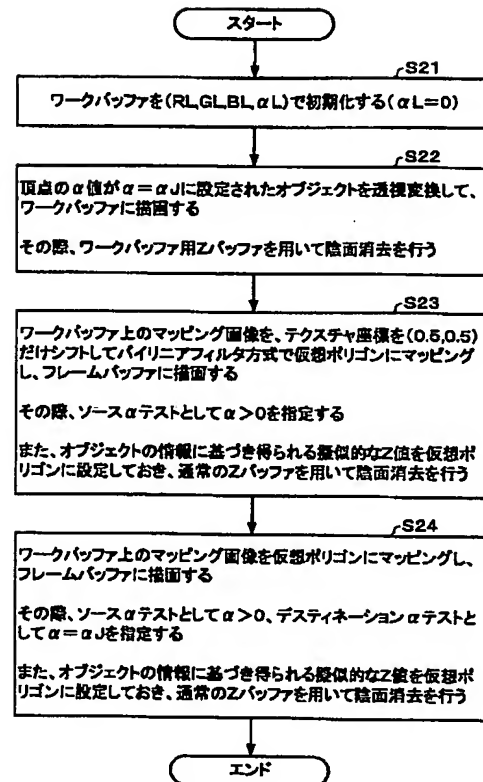 スタート
S21
ワークバッファを(RL,GL,BL,αL)で初期化する(αL=0)
S22
頂点のα値がα=αJに設定されたオブジェクトを透視変換して、
ワークバッファに描画する
その際、ワークバッファ用Zバッファを用いて陰面消去を行う
S23
ワークバッファ上のマッピング画像を、テクスチャ座標を(0.5,0.5)
だけシフトしてバイリニアフィルタ方式で仮想ポリゴンにマッピング
し、フレームバッファに描画する
その際、ソースαテストとしてα>0を指定する
また、オブジェクトの情報に基づき得られる擬似的なZ値を仮想ポ
リゴンに設定しておき、通常のZバッファを用いて陰面消去を行う
S24
ワークバッファ上のマッピング画像を仮想ポリゴンにマッピングし、
フレームバッファに描画する
その際、ソースαテストとしてα>0、デスティネーションαテストと
してα=αJを指定する
また、オブジェクトの情報に基づき得られる擬似的なZ値を仮想ポ
リゴンに設定しておき、通常のZバッファを用いて陰面消去を行う
エンド